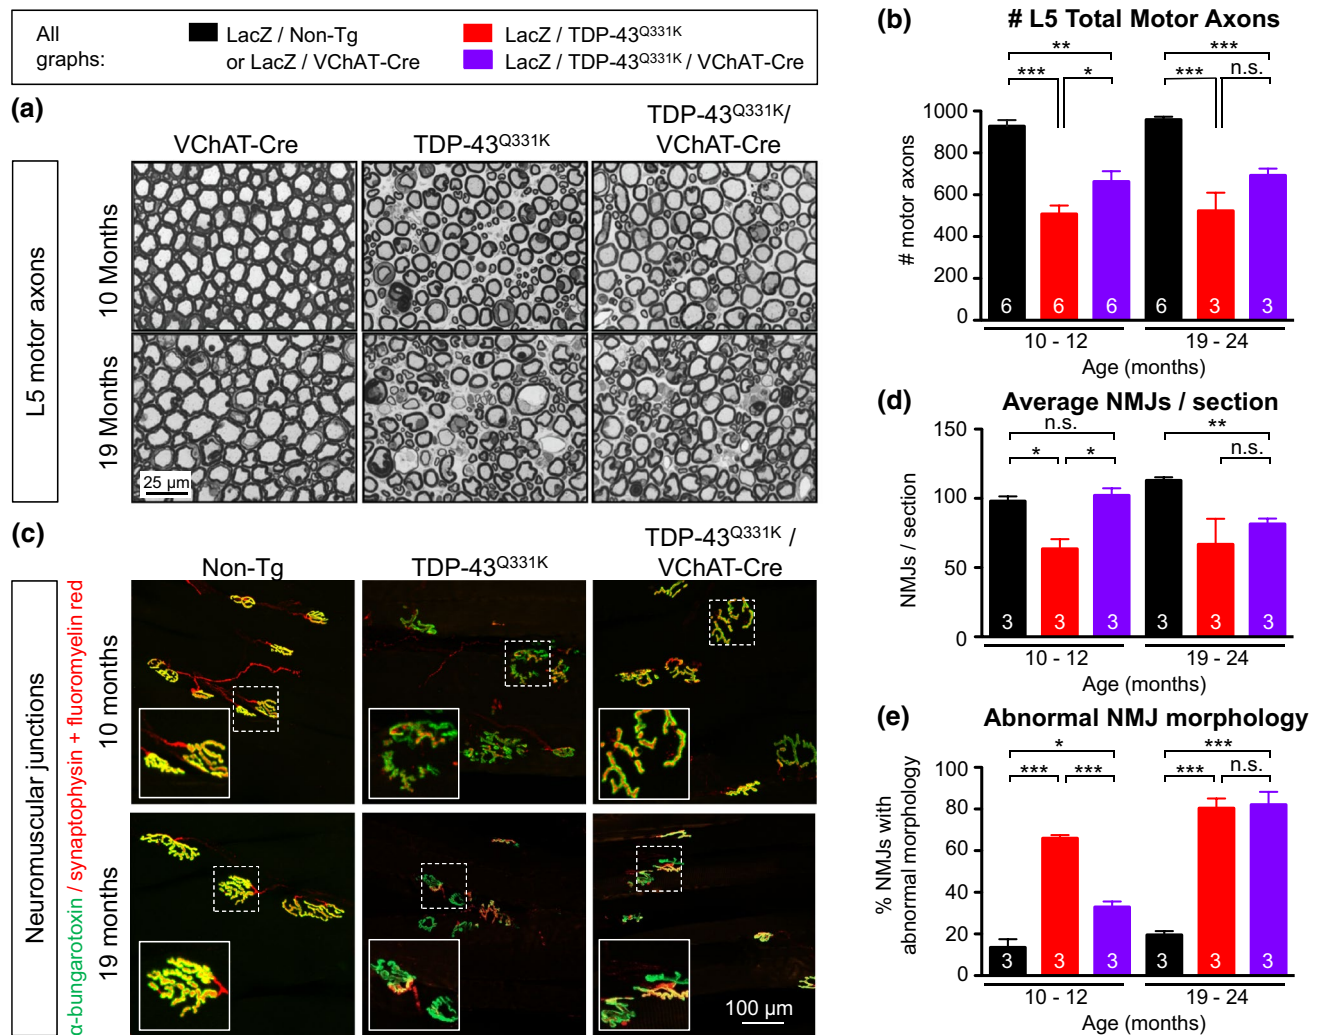 All graphs:
LacZ / Non-Tg
or LacZ / VChAT-Cre
LacZ / TDP-43Q331K
LacZ / TDP-43Q331K / VChAT-Cre
(a)
VChAT-Cre
TDP-43Q331K
TDP-43Q331K/
VChAT-Cre
L5 motor axons
10 Months
19 Months
25 µm
(b)
# L5 Total Motor Axons
**
***
*
***
***
n.s.
# motor axons
1000
800
600
400
200
0
6
6
6
6
3
3
10 - 12
19 - 24
Age (months)
(c)
Non-Tg
TDP-43Q331K
TDP-43Q331K /
VChAT-Cre
Neuromuscular junctions
α-bungarotoxin / synaptophysin + fluoromyelin red
10 months
19 months
100 µm
(d)
Average NMJs / section
n.s.
*
*
**
n.s.
NMJs / section
150
100
50
0
3
3
3
3
3
3
10 - 12
19 - 24
Age (months)
(e)
Abnormal NMJ morphology
*
***
***
***
***
n.s.
% NMJs with
abnormal morphology
100
80
60
40
20
0
3
3
3
3
3
3
10 - 12
19 - 24
Age (months)